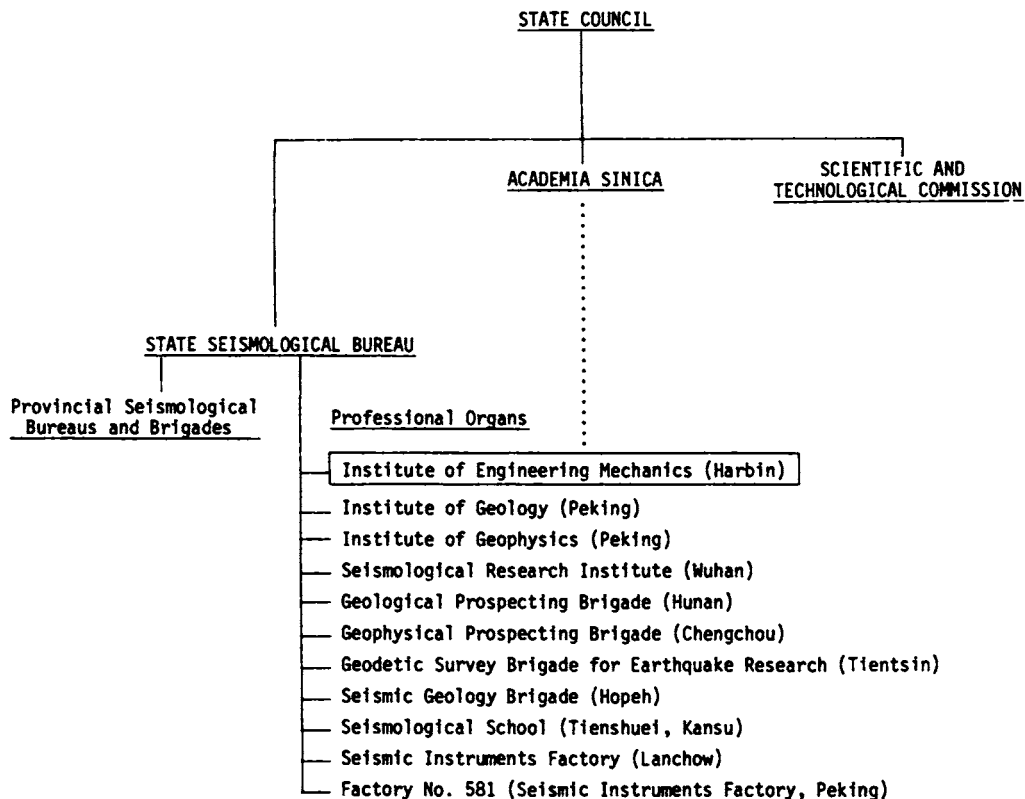 STATE COUNCIL
ACADEMIA SINICA
SCIENTIFIC AND
TECHNOLOGICAL COMMISSION
STATE SEISMOLOGICAL BUREAU
Provincial Seismological
Bureaus and Brigades
Professional Organs
Institute of Engineering Mechanics (Harbin)
Institute of Geology (Peking)
Institute of Geophysics (Peking)
Seismological Research Institute (Wuhan)
Geological Prospecting Brigade (Hunan)
Geophysical Prospecting Brigade (Chengchou)
Geodetic Survey Brigade for Earthquake Research (Tientsin)
Seismic Geology Brigade (Hopeh)
Seismological School (Tienshuei, Kansu)
Seismic Instruments Factory (Lanchow)
Factory No. 581 (Seismic Instruments Factory, Peking)